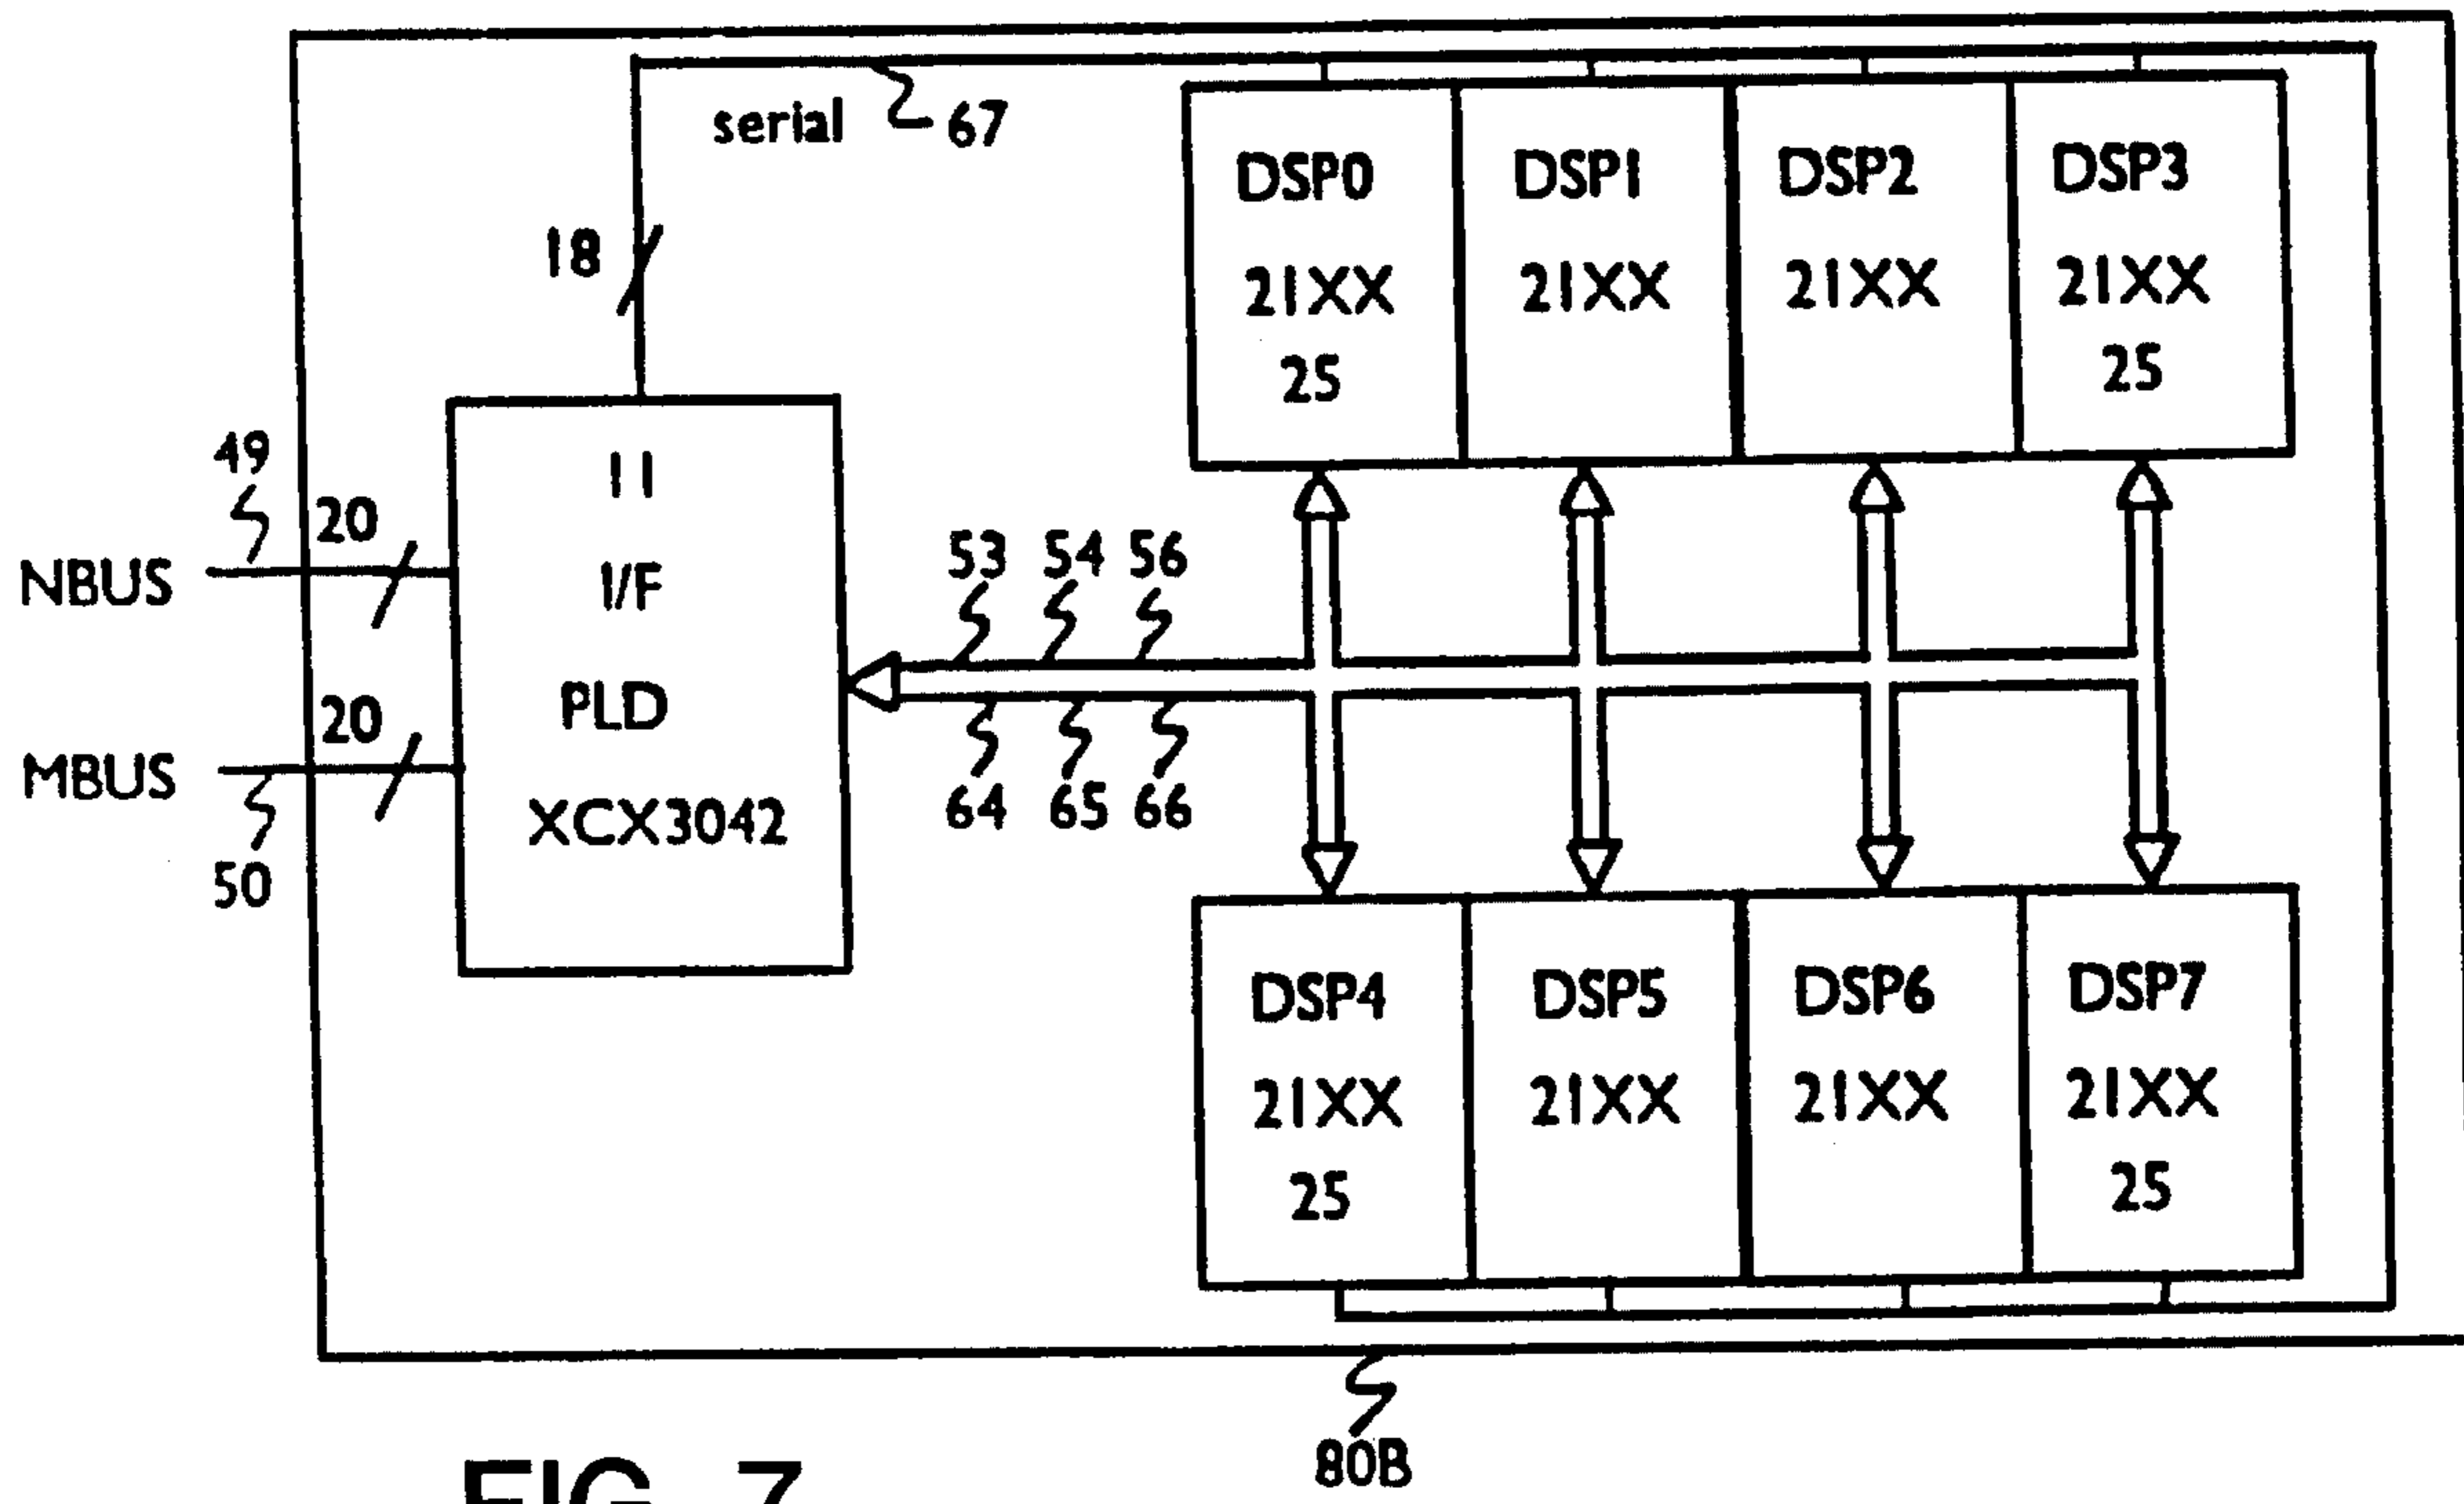 serial
67
18
DSP0
21XX
25
DSP1
21XX
DSP2
21XX
DSP3
21XX
25
49
20
NBUS
20
MBUS
50
11
I/F
PLD
XCX3042
53 54 56
64 65 66
DSP4
21XX
25
DSP5
21XX
DSP6
21XX
DSP7
21XX
25
80B
FIG. 7